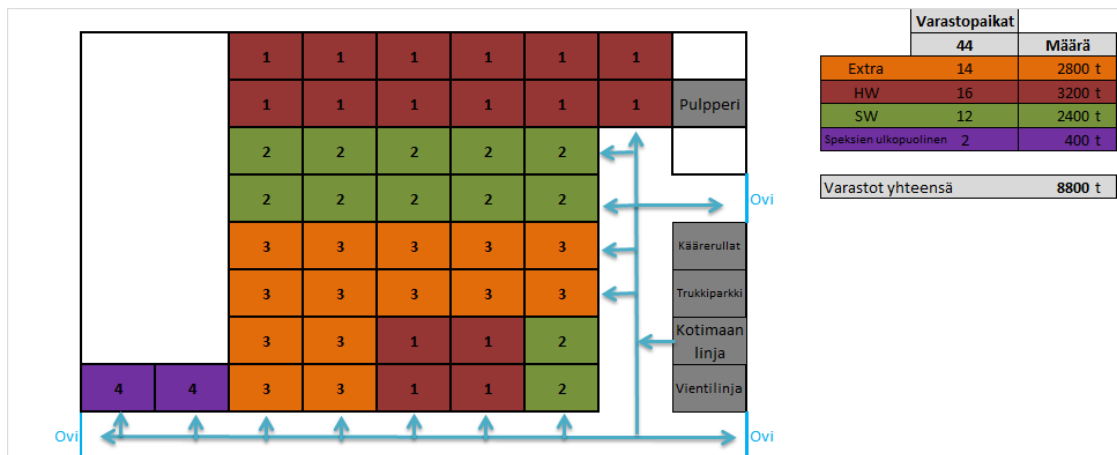 1 1 1 1 1 1
1 1 1 1 1 1 Pulpperi
2 2 2 2 2
2 2 2 2 2 Ovi
3 3 3 3 3 Käärerullat
3 3 3 3 3 Trukkiparkki
3 3 1 1 2 Kotimaan
linja
4 4 3 3 1 1 2 Vientilinja
Ovi Ovi
Varastopaikat
44 Määrä
Extra 14 2800 t
HW 16 3200 t
SW 12 2400 t
Speksien ulkopuolinen 2 400 t
Varastot yhteensä 8800 t